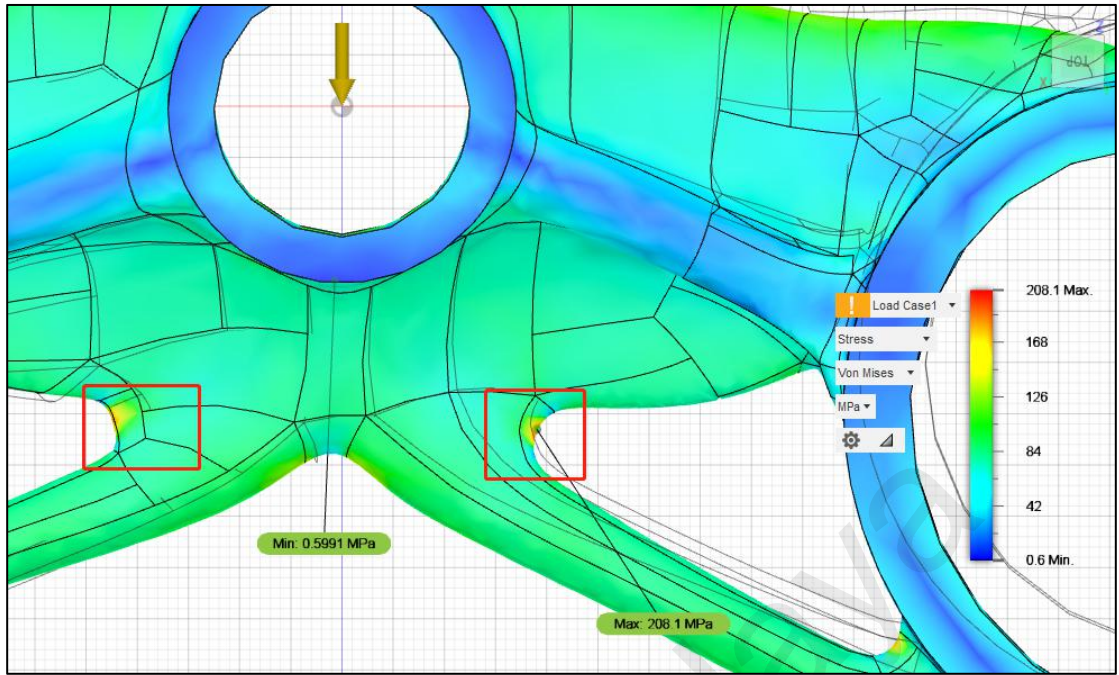 Z
TOP
X
Load Case1
208.1 Max.
Stress
168
Von Mises
126
MPa
84
42
0.6 Min.
Min: 0.5991 MPa
Max: 208.1 MPa